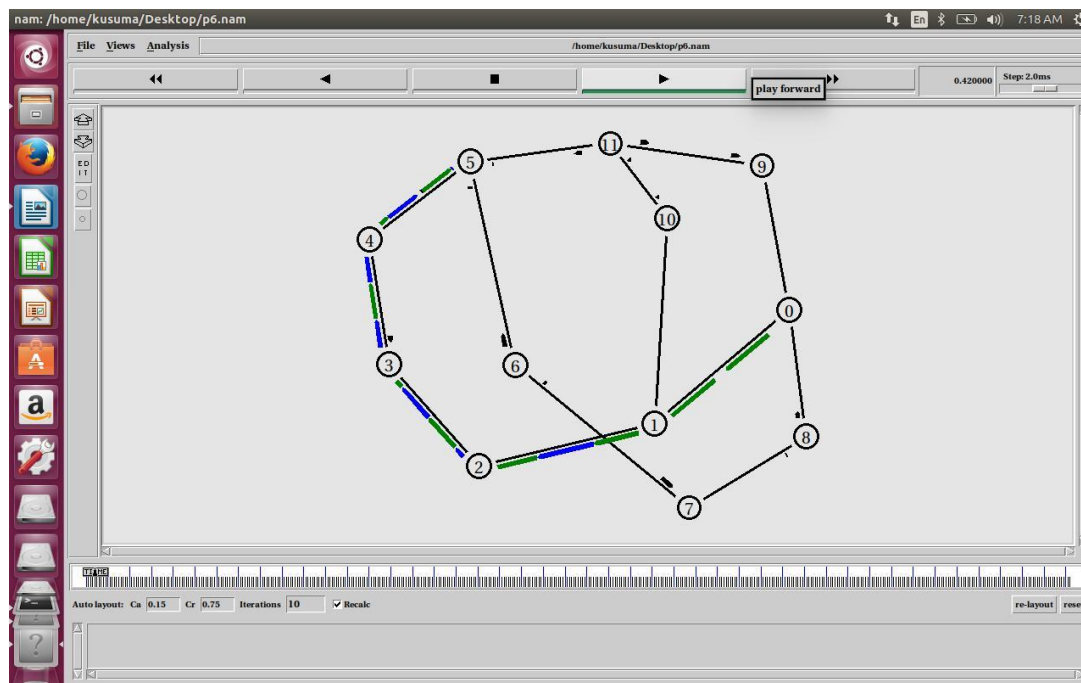 nam: /home/kusuma/Desktop/p6.nam
En
7:18 AM
File Views Analysis
/home/kusuma/Desktop/p6.nam
0.420000
Step: 2.0ms
play forward
E D
I T
5
11
9
10
4
0
3
6
1
2
8
7
A
a
TIME
Auto layout: Ca 0.15 Cr 0.75 Iterations 10 Recalc
re-layout
rese
>_
?